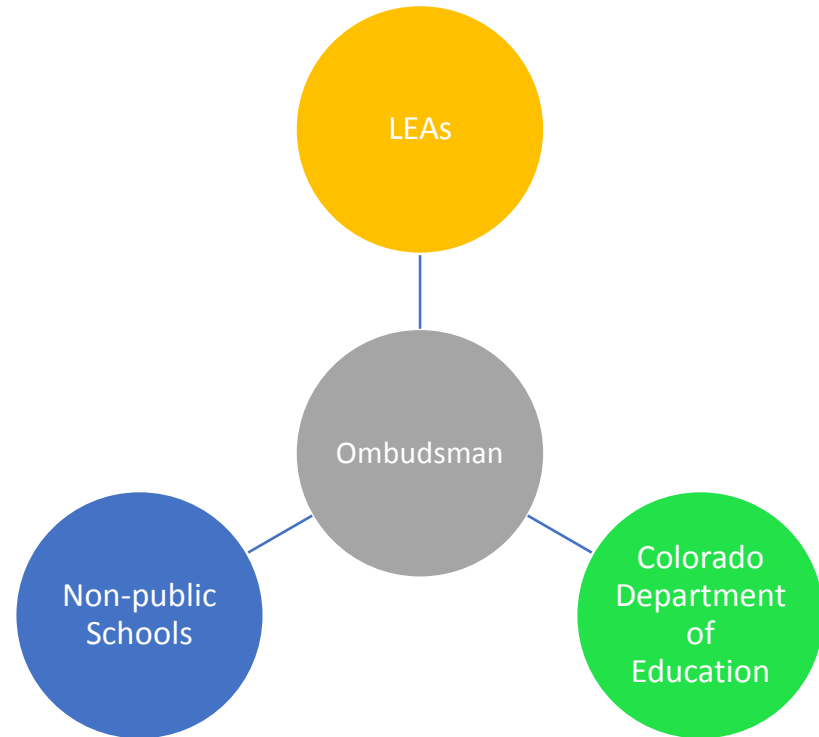 LEAs
Ombudsman
Non-public
Schools
Colorado
Department
of
Education